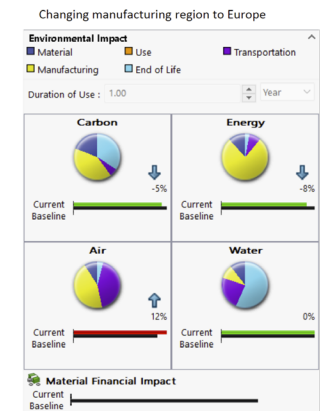 Changing manufacturing region to Europe
Environmental Impact
Material Use Transportation
Manufacturing End of Life
Duration of Use : 1.00 Year
Carbon Energy
-5% -8%
Current Current
Baseline Baseline
Air Water
12% 0%
Current Current
Baseline Baseline
Material Financial Impact
Current
Baseline